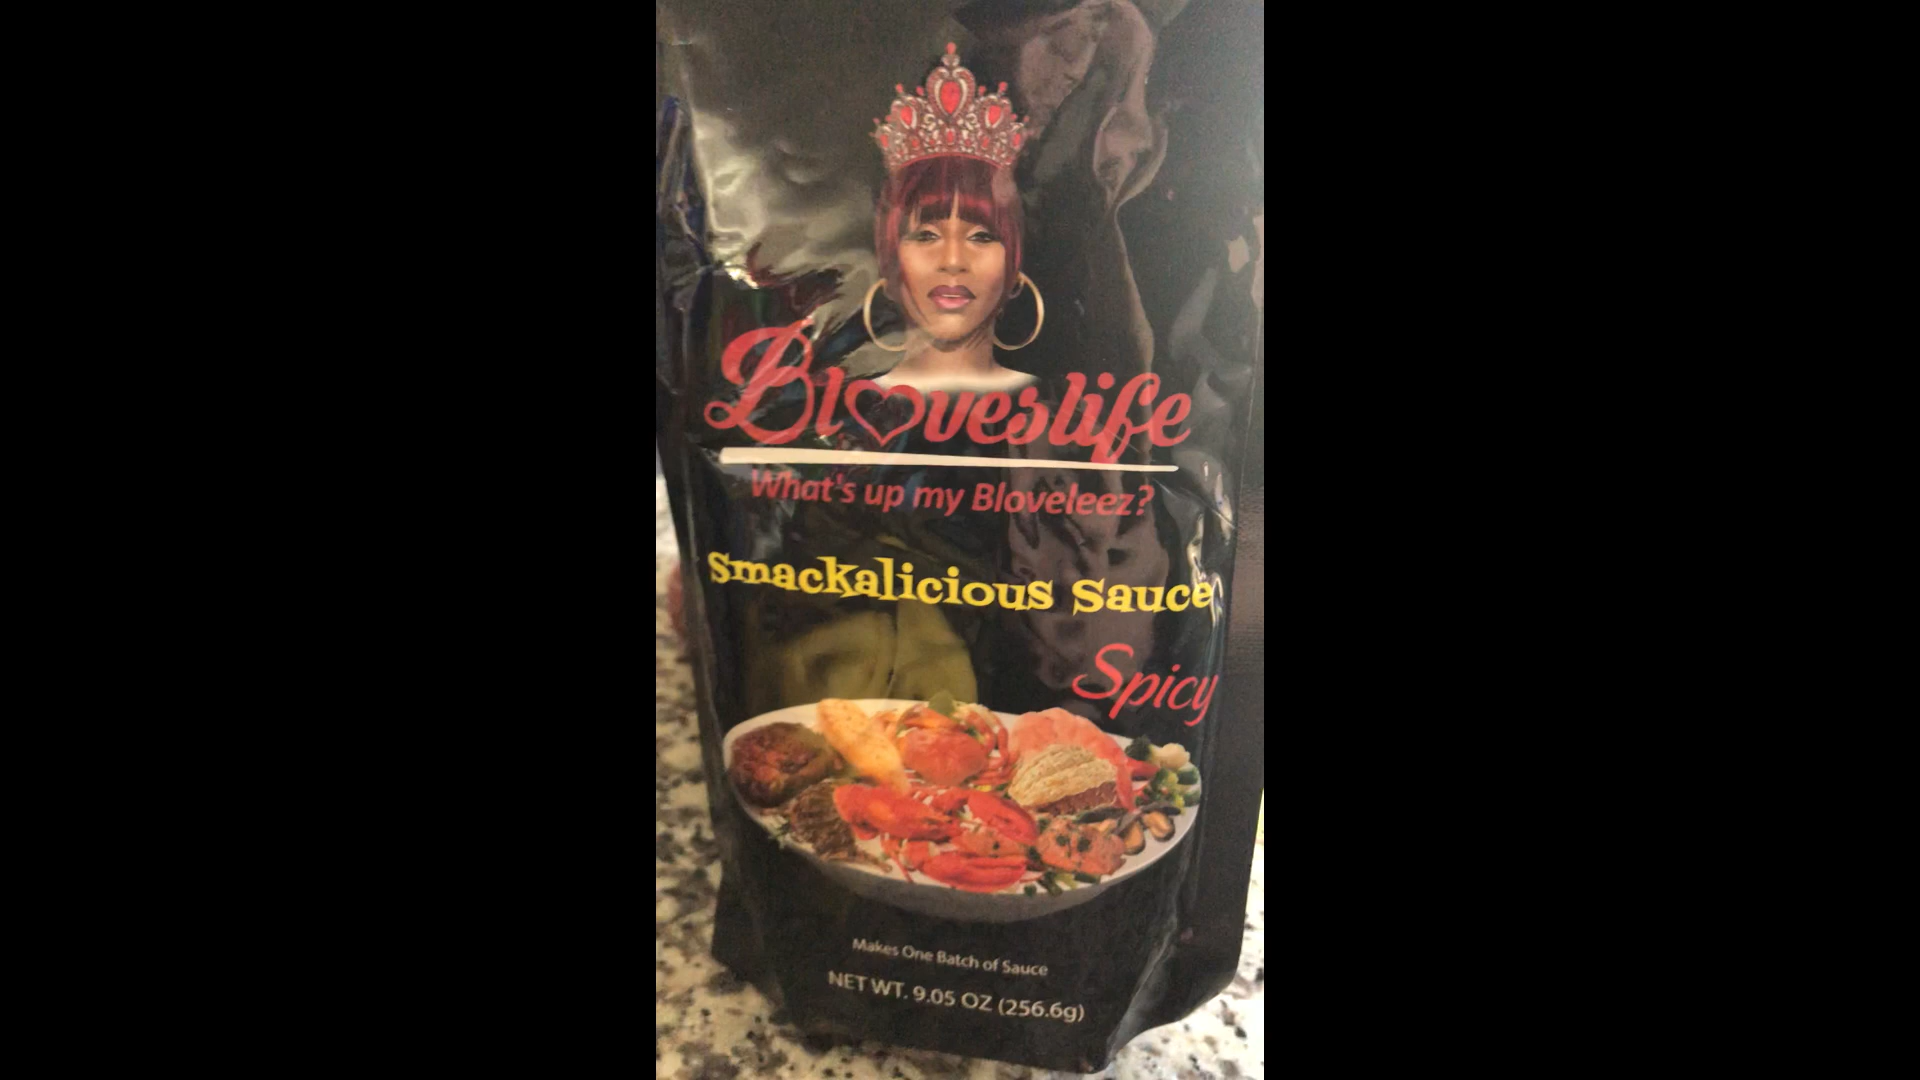 Bloveslife
What's up my Bloveleez?
Smackalicious Sauce
Spicy
Makes One Batch of Sauce
NET WT. 9.05 OZ (256.6g)